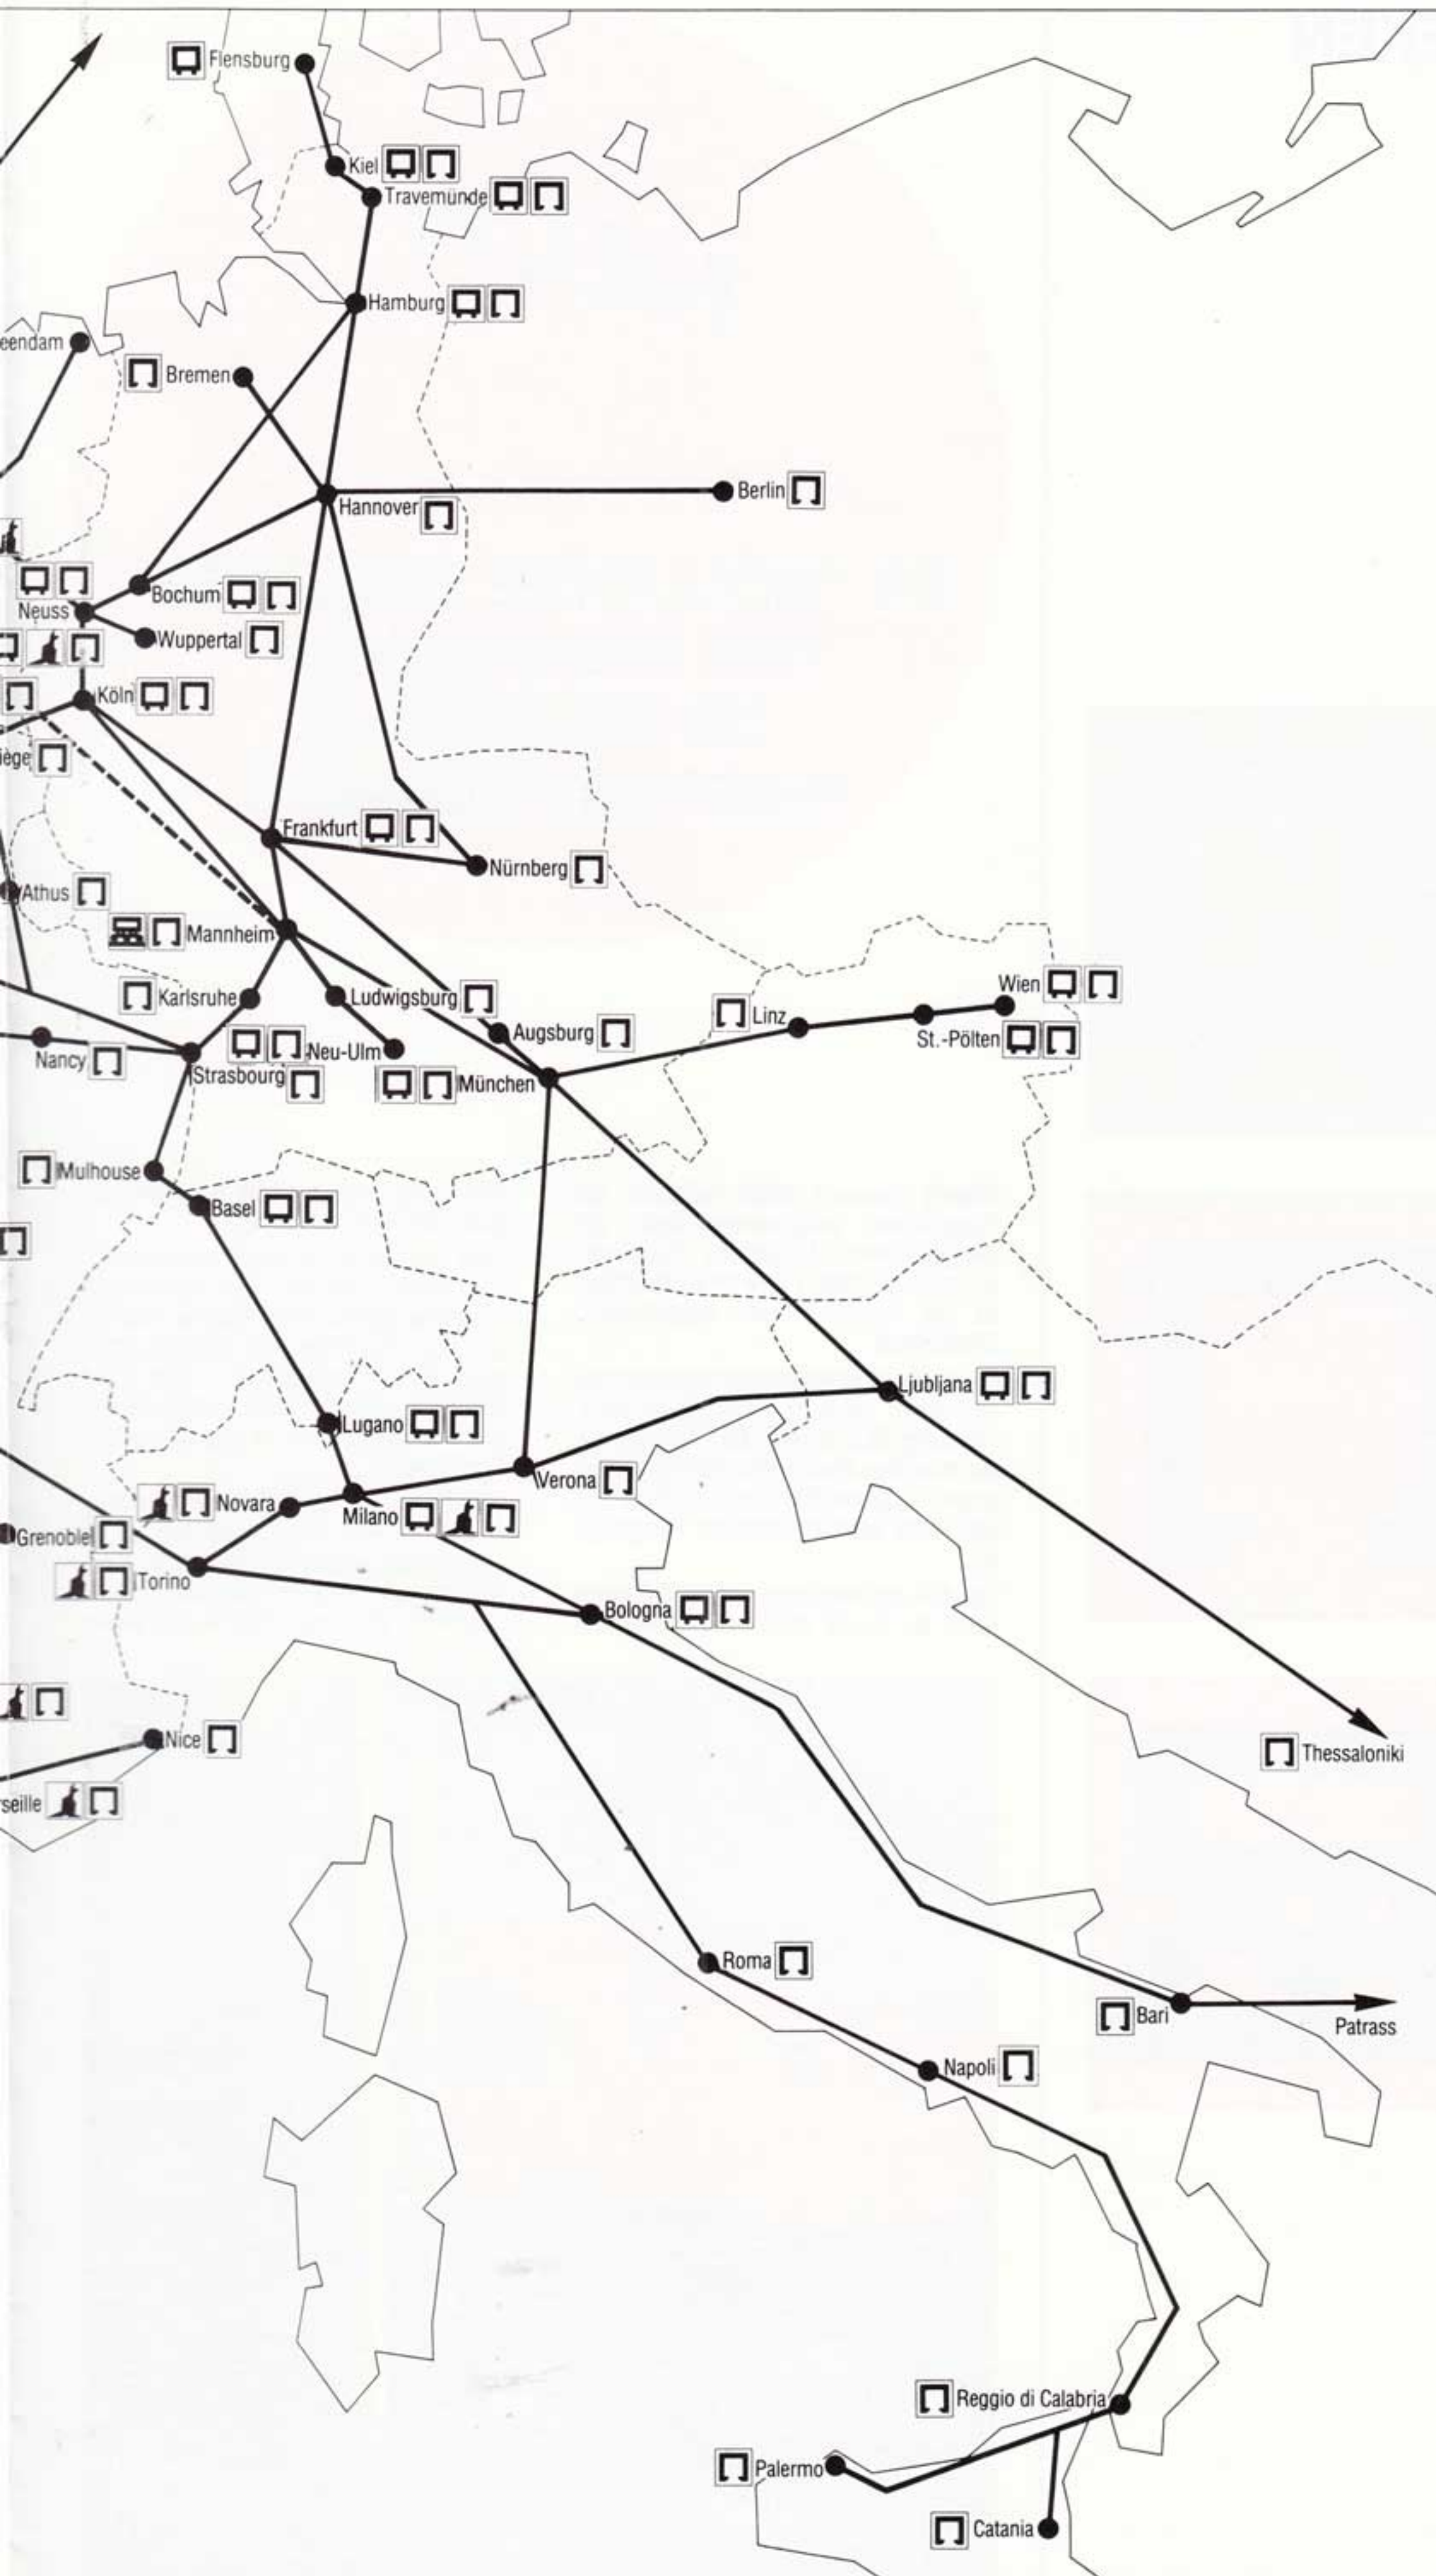 Flensburg
Kiel
Travemünde
Hamburg
eendam
Bremen
Berlin
Hannover
Bochum
Neuss
Wuppertal
Köln
iège
Frankfurt
Nürnberg
Athus
Mannheim
Wien
Karlsruhe
Ludwigsburg
Linz
Augsburg
St.-Pölten
Neu-Ulm
Nancy
Strasbourg
München
Mulhouse
Basel
Ljubljana
Lugano
Verona
Novara
Milano
Grenoble
Torino
Bologna
Nice
Thessaloniki
rseille
Roma
Bari
Patrass
Napoli
Reggio di Calabria
Palermo
Catania